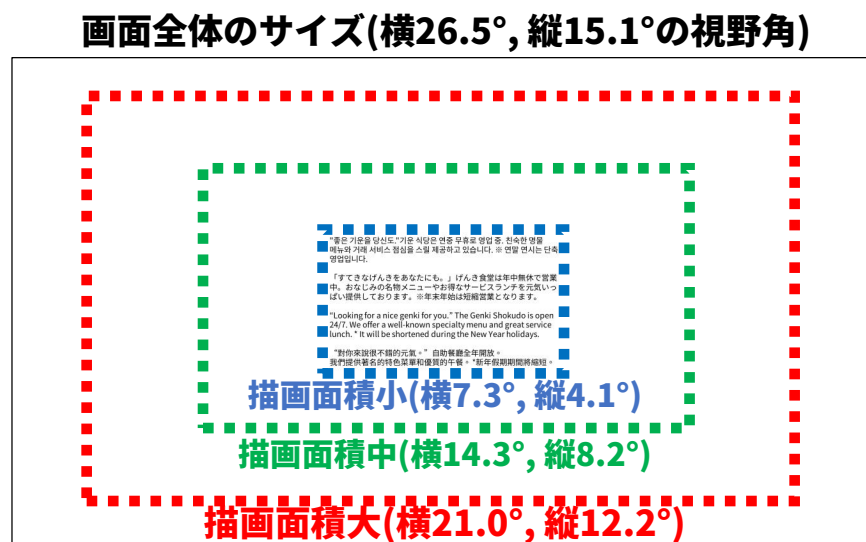 画面全体のサイズ(横26.5°, 縦15.1°の視野角)
"좋은 기운을 당신도."기운 식당은 연중 무휴로 영업 중. 친숙한 명물
메뉴와 거래 서비스 점심을 스릴 제공하고 있습니다. ※ 연말 연시는 단축
영업입니다.
「すてきなげんきをあなたにも。」げんき食堂は年中無休で営業
中。おなじみの名物メニューやお得なサービスランチを元気いっ
ぱい提供しております。※年末年始は短縮営業となります。
"Looking for a nice genki for you." The Genki Shokudo is open
24/7. We offer a well-known specialty menu and great service
lunch. * It will be shortened during the New Year holidays.
“對你來說很不錯的元氣。” 自助餐廳全年開放。
我們提供著名的特色菜單和優質的午餐。 *新年假期期間將縮短。
描画面積小(横7.3°, 縦4.1°)
描画面積中(横14.3°, 縦8.2°)
描画面積大(横21.0°, 縦12.2°)